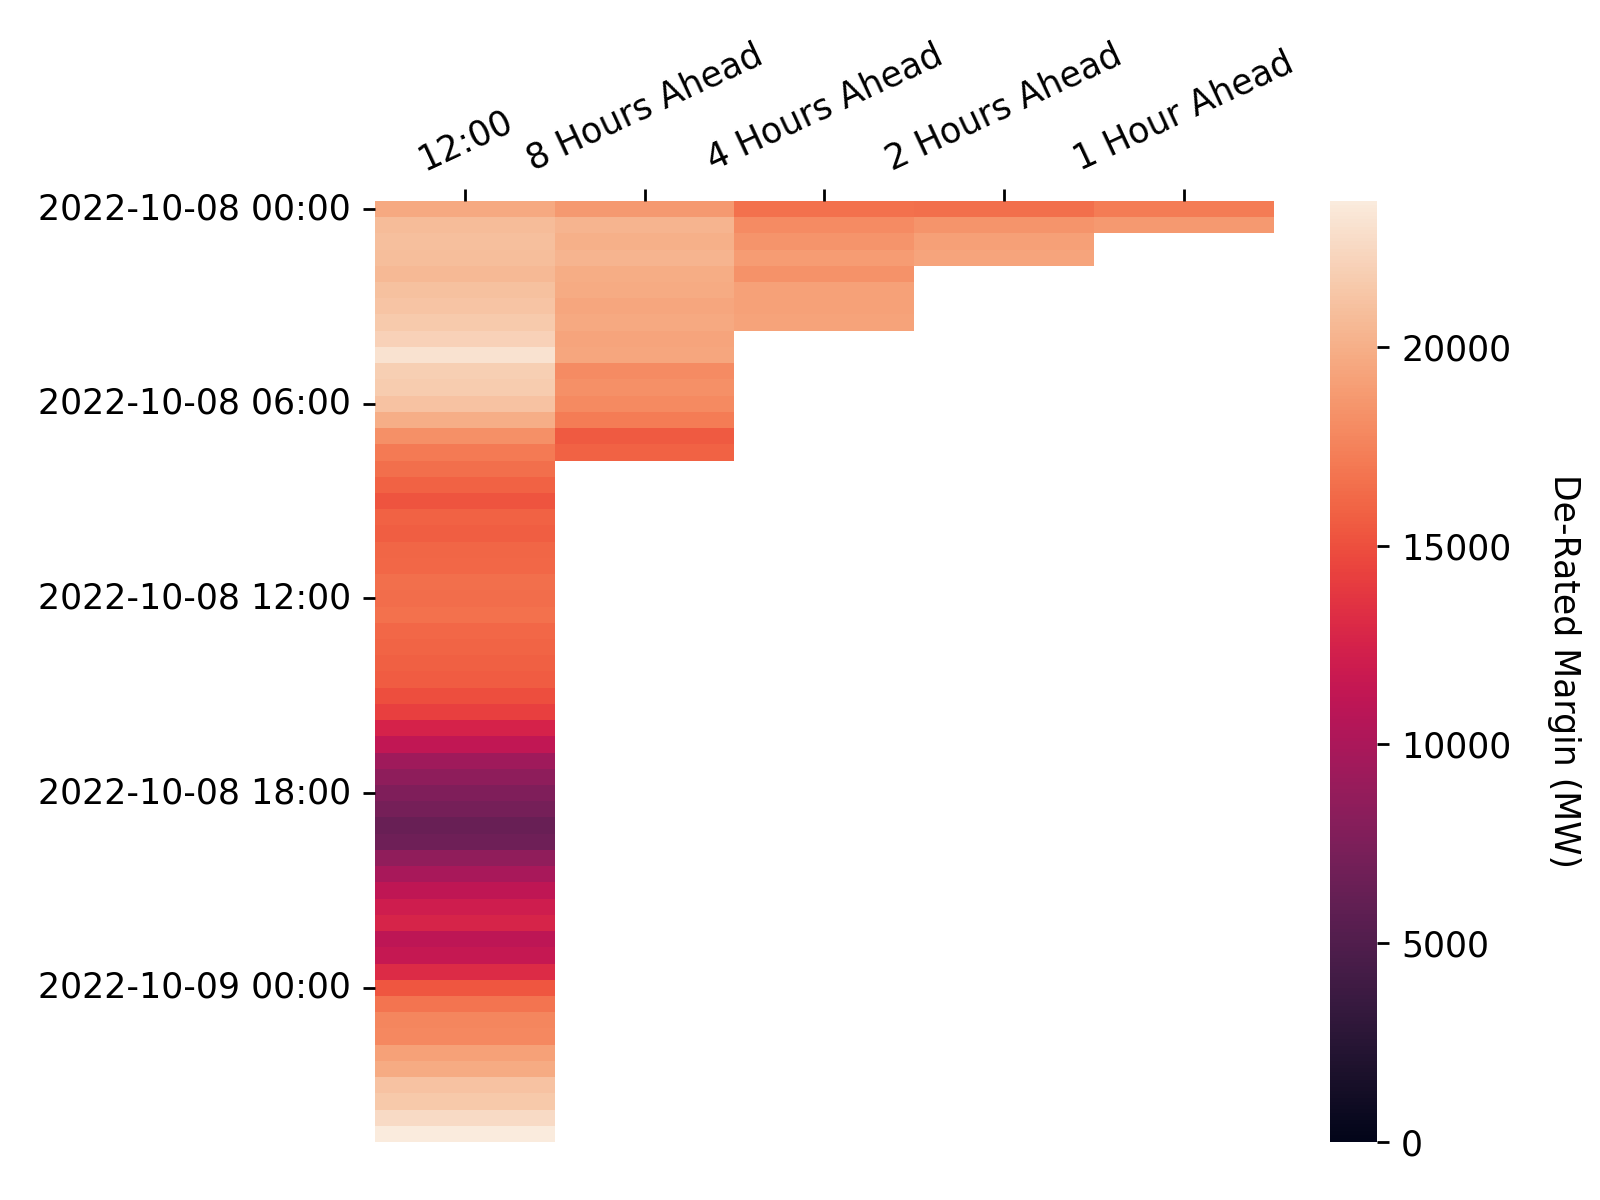 12:00
8 Hours Ahead
4 Hours Ahead
2 Hours Ahead
1 Hour Ahead
2022-10-08 00:00
2022-10-08 06:00
2022-10-08 12:00
2022-10-08 18:00
2022-10-09 00:00
20000
15000
10000
5000
0
De-Rated Margin (MW)